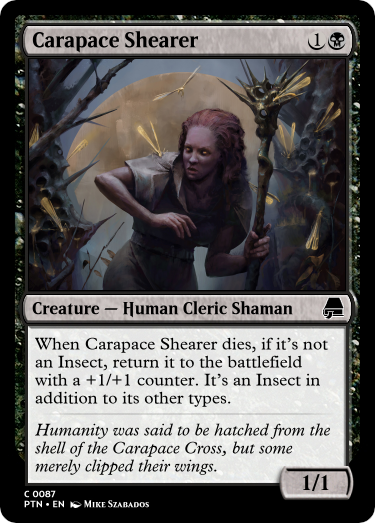 Carapace Shearer 1
Creature — Human Cleric Shaman
When Carapace Shearer dies, if it's not
an Insect, return it to the battlefield
with a +1/+1 counter. It's an Insect in
addition to its other types.
Humanity was said to be hatched from the
shell of the Carapace Cross, but some
merely clipped their wings.
1/1
C 0087
PTN • EN Mike Szabados